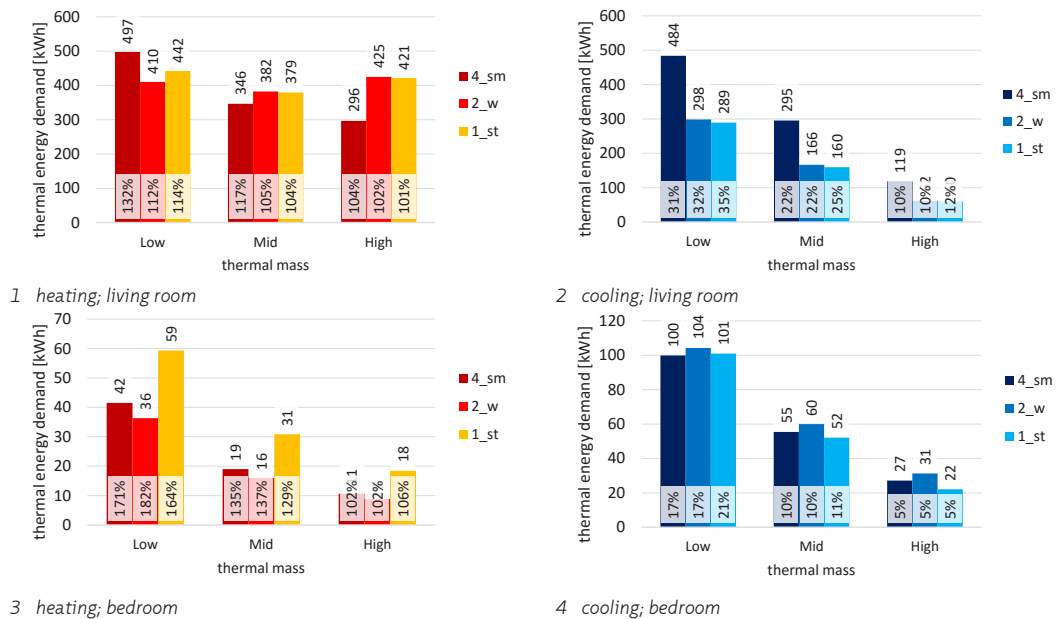 thermal energy demand [kWh]
600
500
400
300
200
100
0
497
410
442
346
382
379
296
425
421
132%
112%
114%
117%
105%
104%
104%
102%
101%
Low
Mid
High
thermal mass
4_sm
2_w
1_st
1 heating; living room
thermal energy demand [kWh]
600
500
400
300
200
100
0
484
298
289
295
166
160
119
31%
32%
35%
22%
22%
25%
10%
10%
12%
Low
Mid
High
thermal mass
4_sm
2_w
1_st
2 cooling; living room
thermal energy demand [kWh]
70
60
50
40
30
20
10
0
42
36
59
19
16
31
18
171%
182%
164%
135%
137%
129%
102%
102%
106%
Low
Mid
High
thermal mass
4_sm
2_w
1_st
3 heating; bedroom
thermal energy demand [kWh]
120
100
80
60
40
20
0
100
104
101
55
60
52
27
31
22
17%
17%
21%
10%
10%
11%
5%
5%
5%
Low
Mid
High
thermal mass
4_sm
2_w
1_st
4 cooling; bedroom